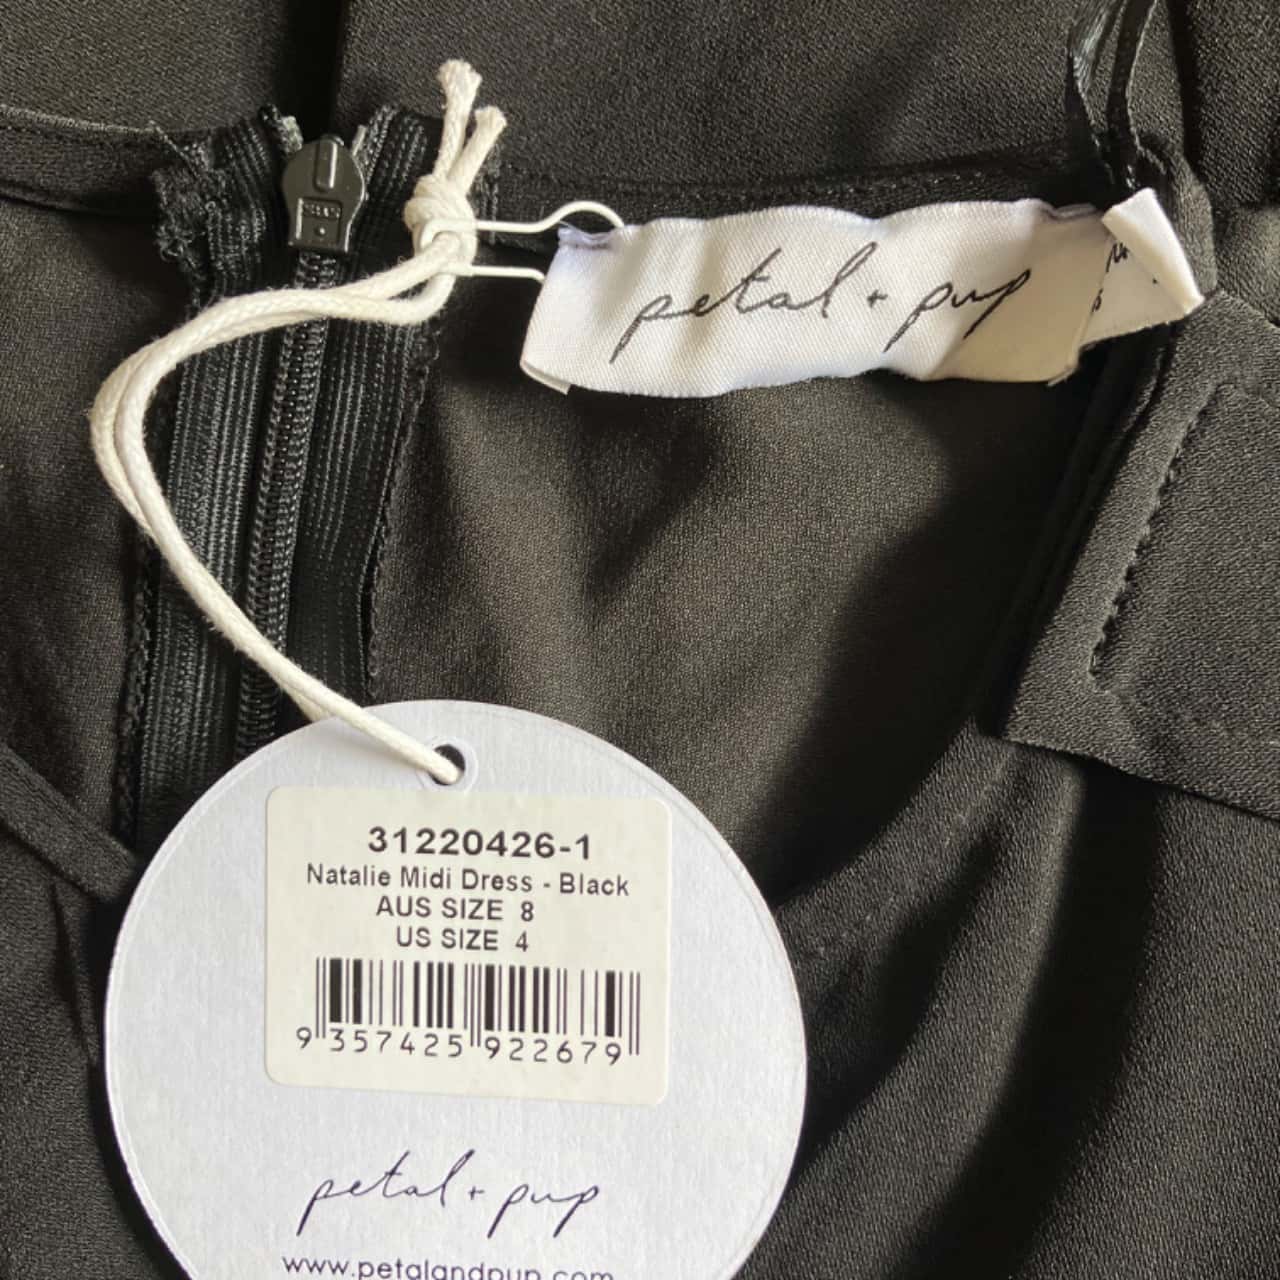 petal + pup
31220426-1
Natalie Midi Dress - Black
AUS SIZE 8
US SIZE 4
9 357425 922679
petal + pup
www.petalandpup.com